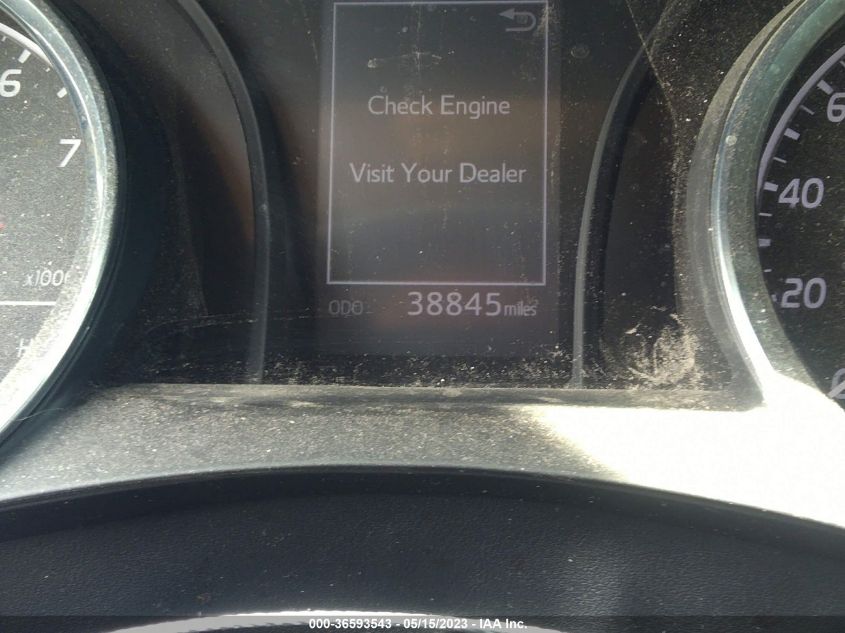 6
7
x1000
H
Check Engine
Visit Your Dealer
ODO 38845 miles
6
40
20
000-36593543 - 05/15/2023 - IAA Inc.